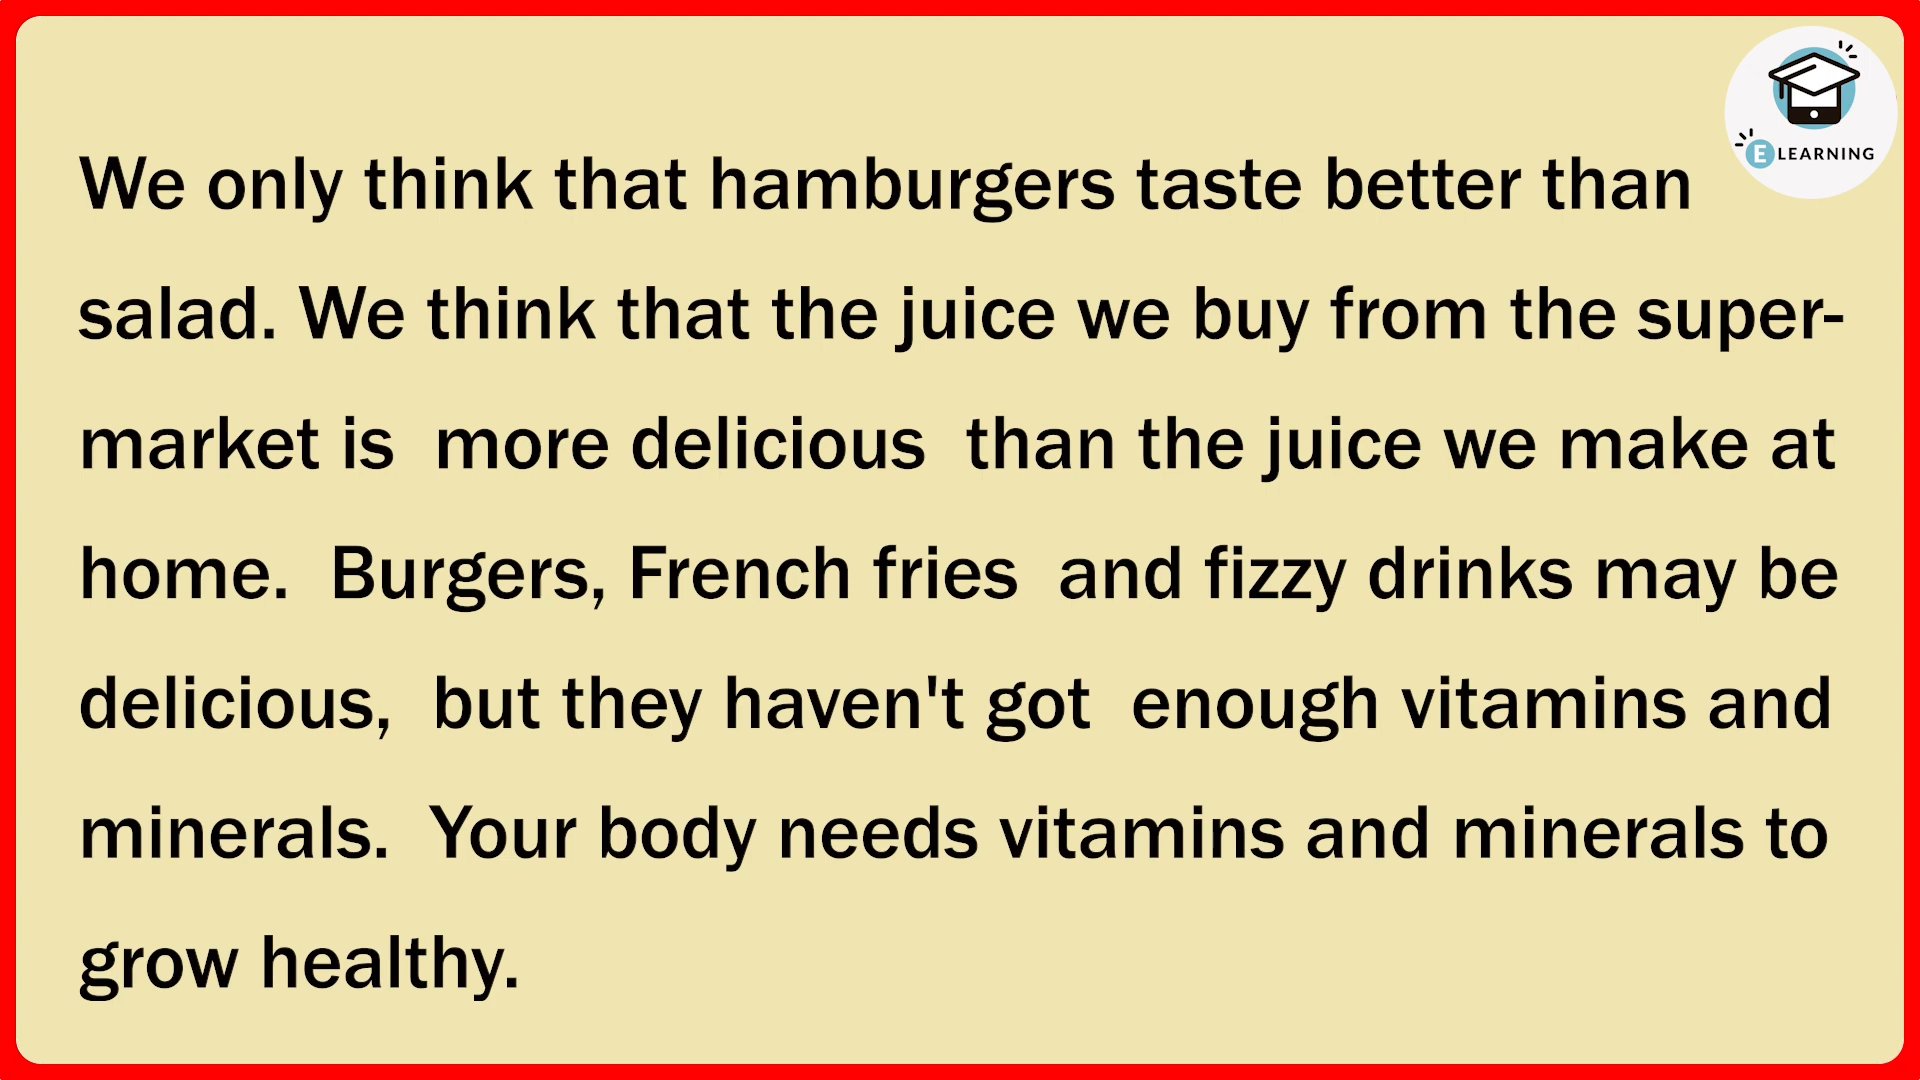 We only think that hamburgers taste better than
salad. We think that the juice we buy from the super-
market is  more delicious  than the juice we make at
home.  Burgers, French fries  and fizzy drinks may be
delicious,  but they haven't got  enough vitamins and
minerals.  Your body needs vitamins and minerals to
grow healthy.
E LEARNING